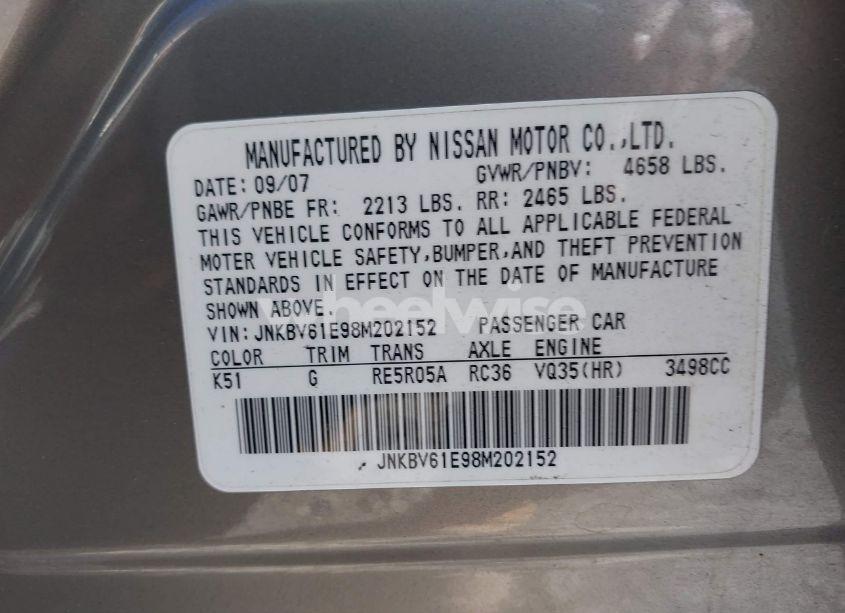 MANUFACTURED BY NISSAN MOTOR CO.,LTD.
DATE: 09/07 GVWR/PNBV: 4658 LBS.
GAWR/PNBE FR: 2213 LBS. RR: 2465 LBS.
THIS VEHICLE CONFORMS TO ALL APPLICABLE FEDERAL
MOTER VEHICLE SAFETY,BUMPER,AND THEFT PREVENTION
STANDARDS IN EFFECT ON THE DATE OF MANUFACTURE
SHOWN ABOVE.
wheelwise
VIN:JNKBV61E98M202152 PASSENGER CAR
COLOR TRIM TRANS AXLE ENGINE
K51 G RE5R05A RC36 VQ35(HR) 3498CC
JNKBV61E98M202152